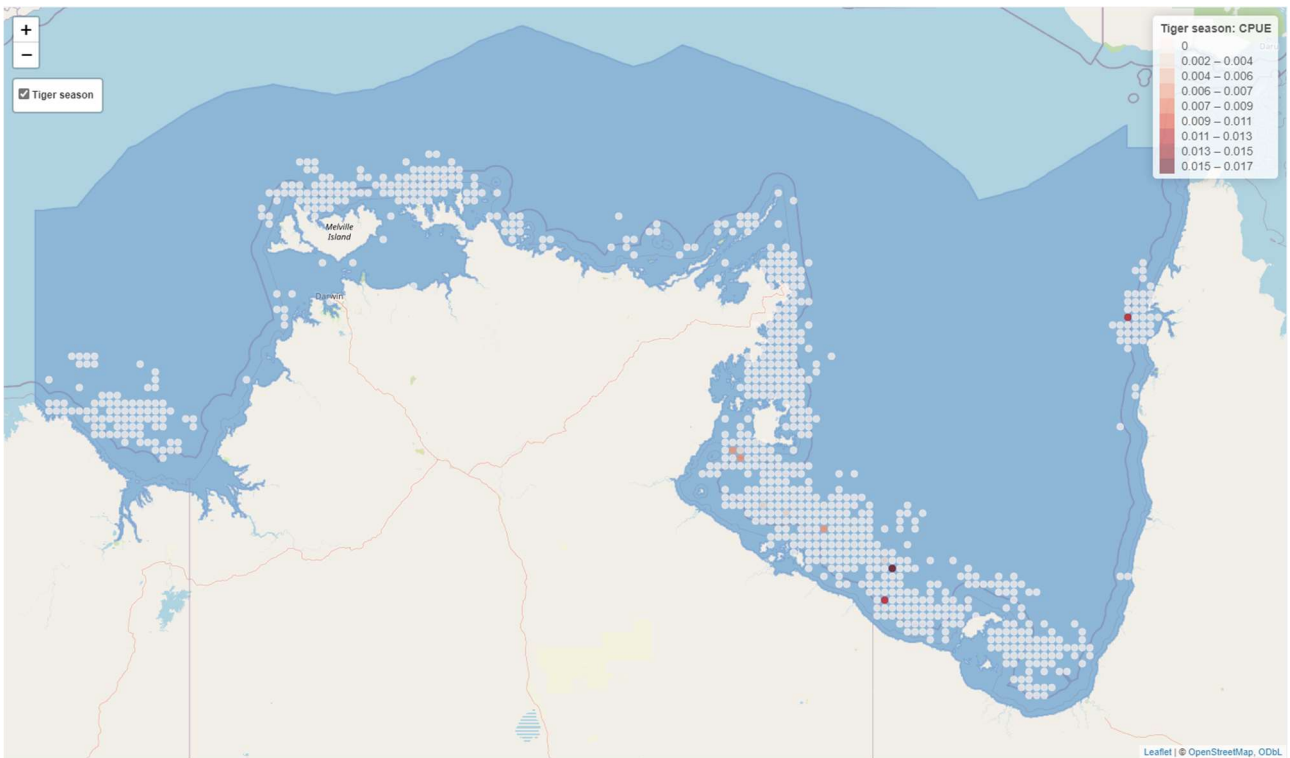 +
−
Tiger season
Tiger season: CPUE
0
0.002 – 0.004
0.004 – 0.006
0.006 – 0.007
0.007 – 0.009
0.009 – 0.011
0.011 – 0.013
0.013 – 0.015
0.015 – 0.017
Melville
Island
Darwin
Leaflet | © OpenStreetMap, ODbL